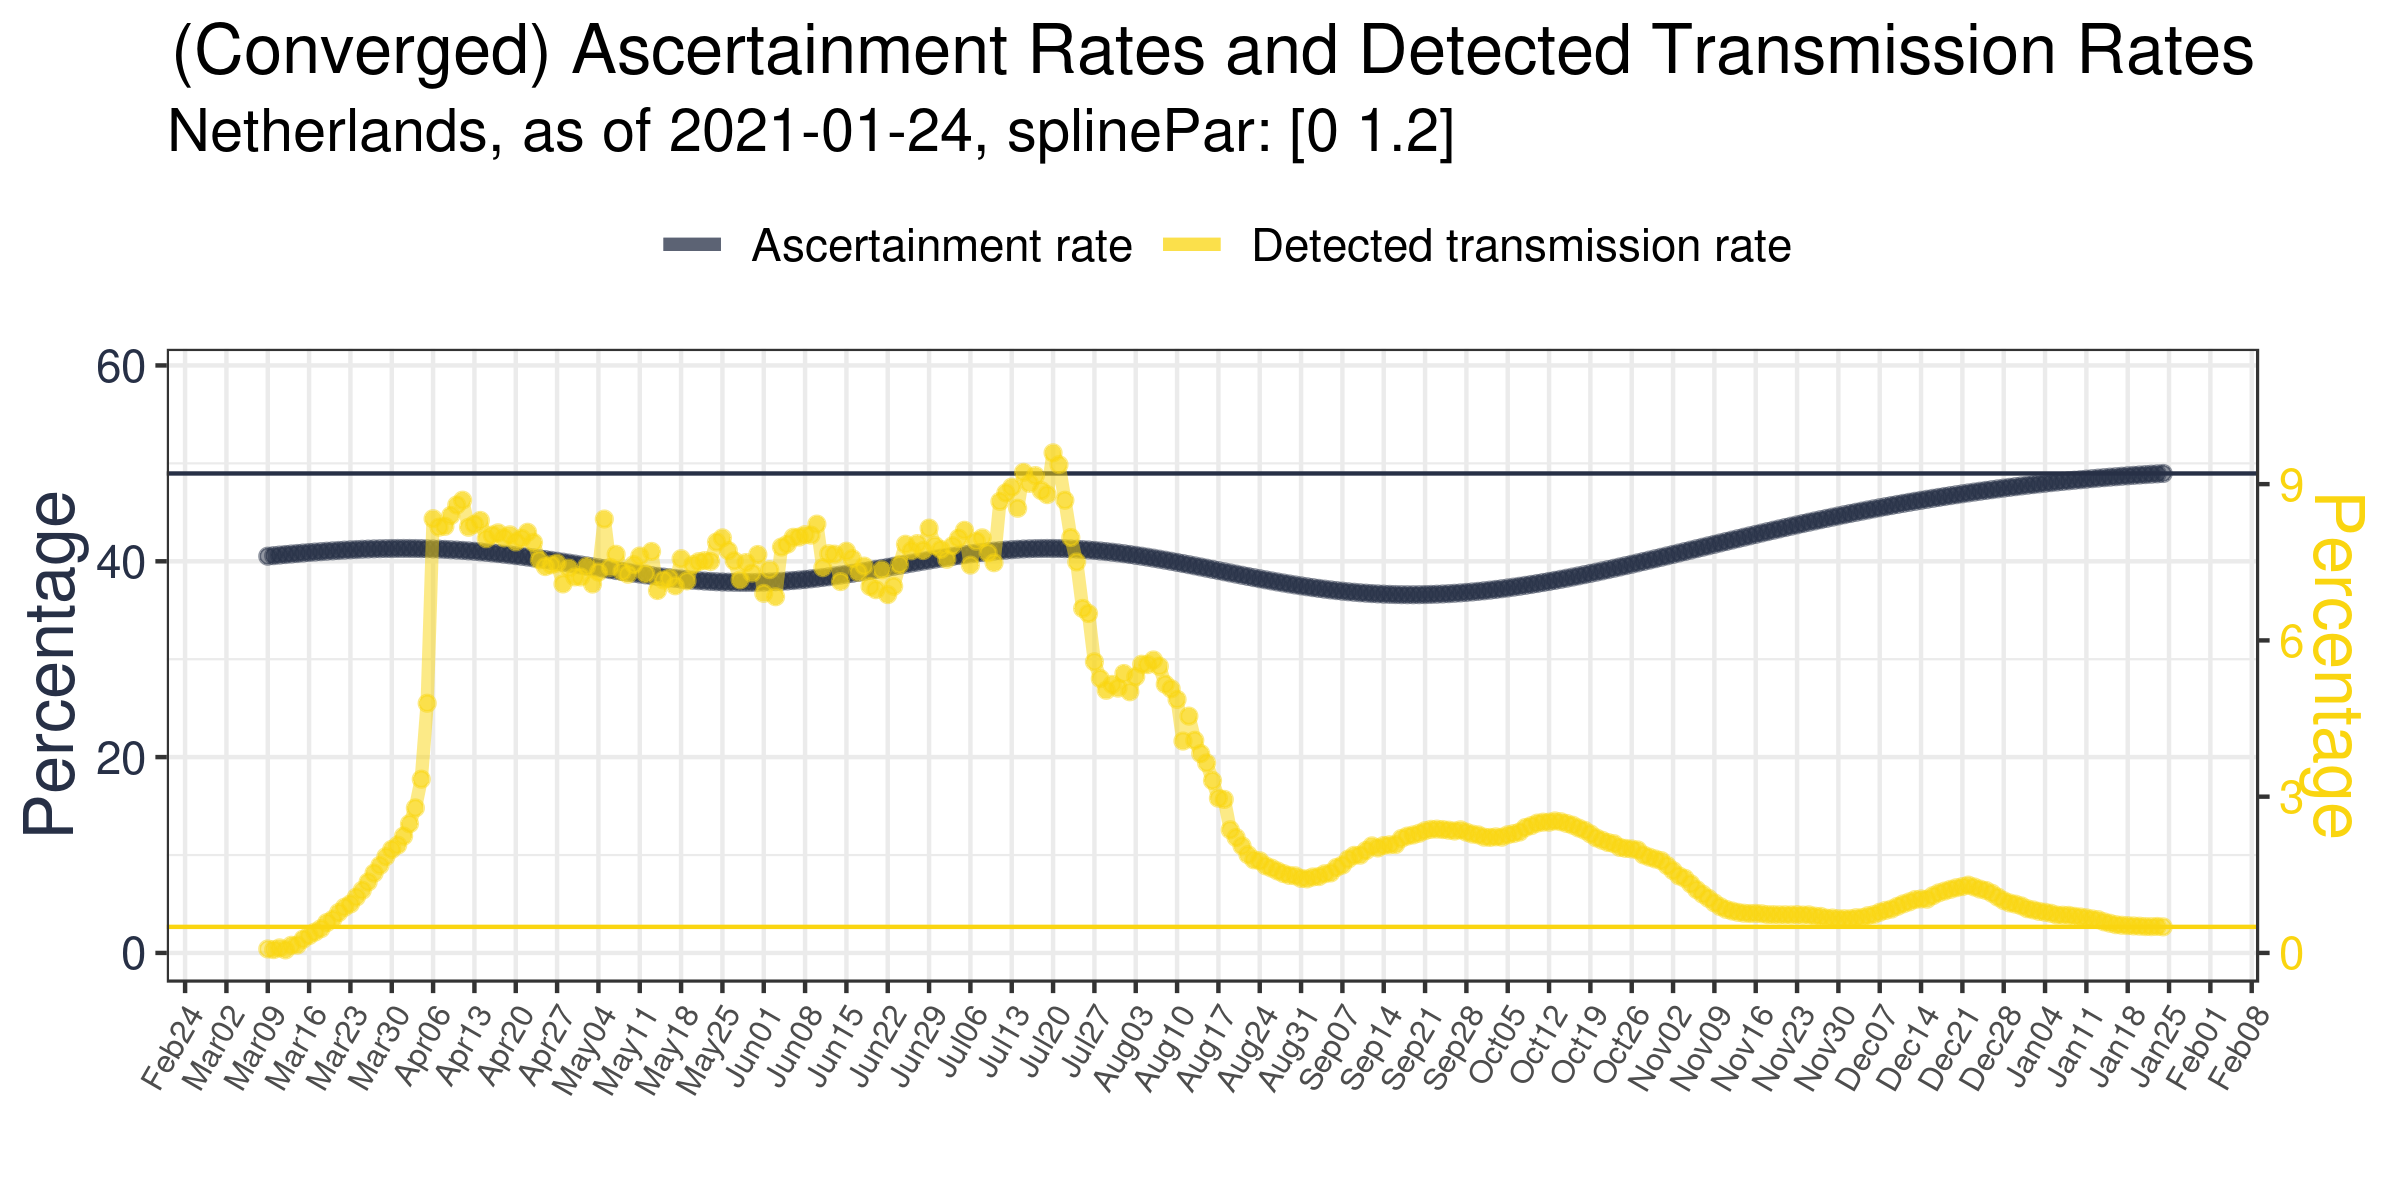 (Converged) Ascertainment Rates and Detected Transmission Rates
Netherlands, as of 2021-01-24, splinePar: [0 1.2]
Ascertainment rate
Detected transmission rate
Percentage
60
40
20
0
9
6
3
0
Percentage
Feb24
Mar02
Mar09
Mar16
Mar23
Mar30
Apr06
Apr13
Apr20
Apr27
May04
May11
May18
May25
Jun01
Jun08
Jun15
Jun22
Jun29
Jul06
Jul13
Jul20
Jul27
Aug03
Aug10
Aug17
Aug24
Aug31
Sep07
Sep14
Sep21
Sep28
Oct05
Oct12
Oct19
Oct26
Nov02
Nov09
Nov16
Nov23
Nov30
Dec07
Dec14
Dec21
Dec28
Jan04
Jan11
Jan18
Jan25
Feb01
Feb08